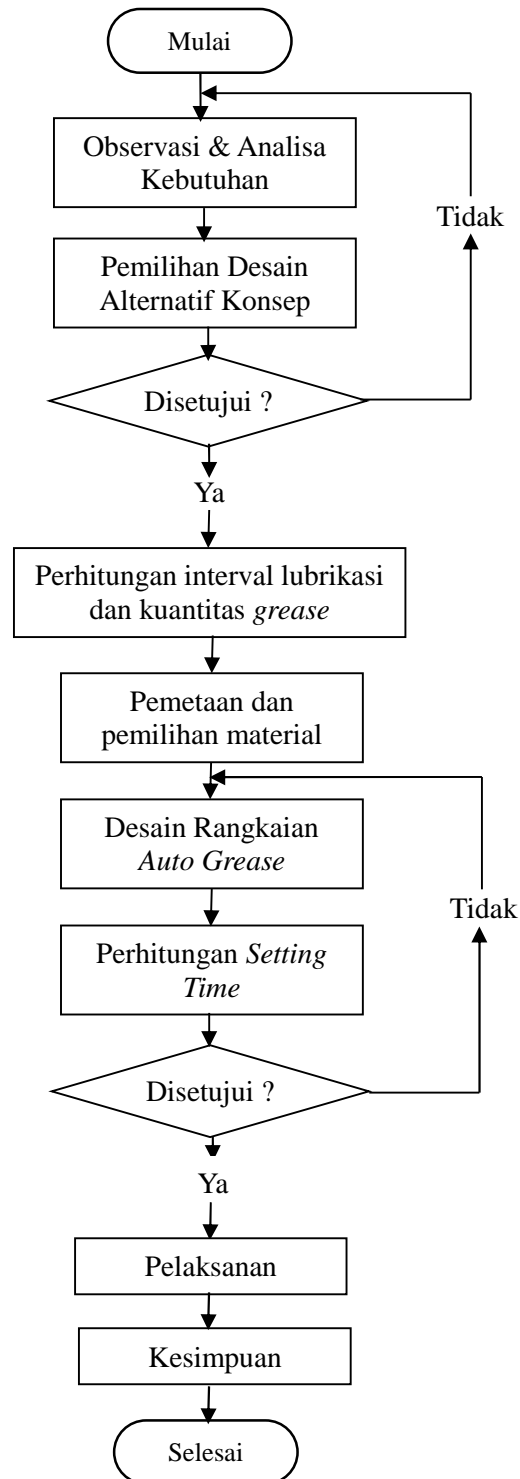 Mulai
Observasi & Analisa
Kebutuhan
Tidak
Pemilihan Desain
Alternatif Konsep
Disetujui ?
Ya
Perhitungan interval lubrikasi
dan kuantitas grease
Pemetaan dan
pemilihan material
Desain Rangkaian
Auto Grease
Tidak
Perhitungan Setting
Time
Disetujui ?
Ya
Pelaksanan
Kesimpuan
Selesai